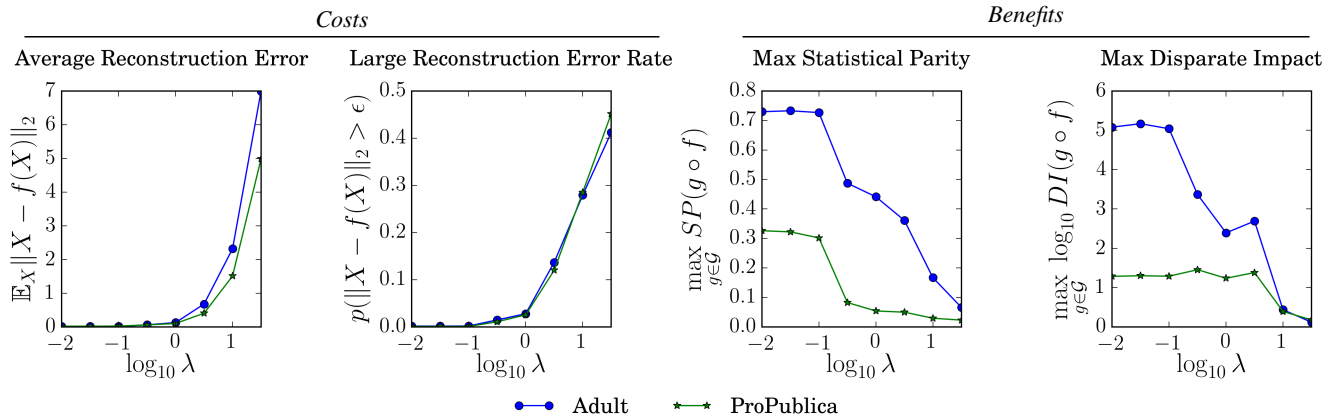 Costs
Benefits
Average Reconstruction Error
Large Reconstruction Error Rate
Max Statistical Parity
Max Disparate Impact
𝔼_X‖X − f(X)‖₂
7
6
5
4
3
2
1
0
−2 −1 0 1
log₁₀ λ
p(‖X − f(X)‖₂ > ϵ)
0.5
0.4
0.3
0.2
0.1
0.0
−2 −1 0 1
log₁₀ λ
max SP(g ∘ f)
g∈𝒢
0.8
0.7
0.6
0.5
0.4
0.3
0.2
0.1
0.0
−2 −1 0 1
log₁₀ λ
max log₁₀ DI(g ∘ f)
g∈𝒢
6
5
4
3
2
1
0
−2 −1 0 1
log₁₀ λ
Adult ProPublica